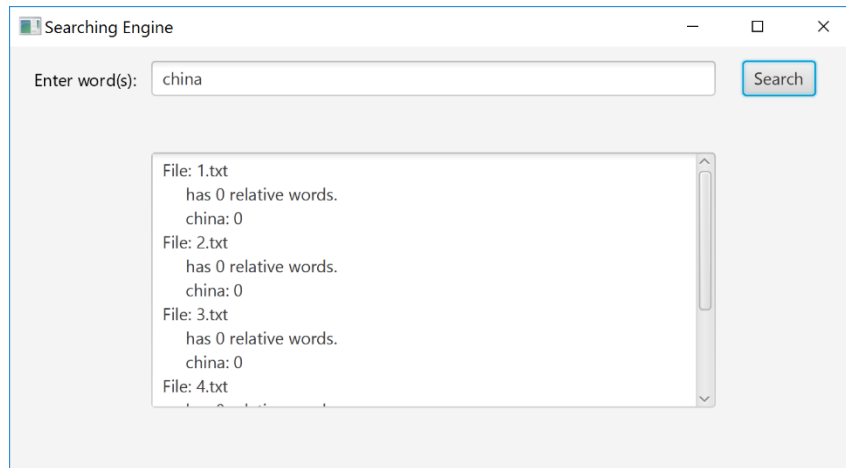 Searching Engine
Enter word(s): china Search
File: 1.txt
has 0 relative words.
china: 0
File: 2.txt
has 0 relative words.
china: 0
File: 3.txt
has 0 relative words.
china: 0
File: 4.txt